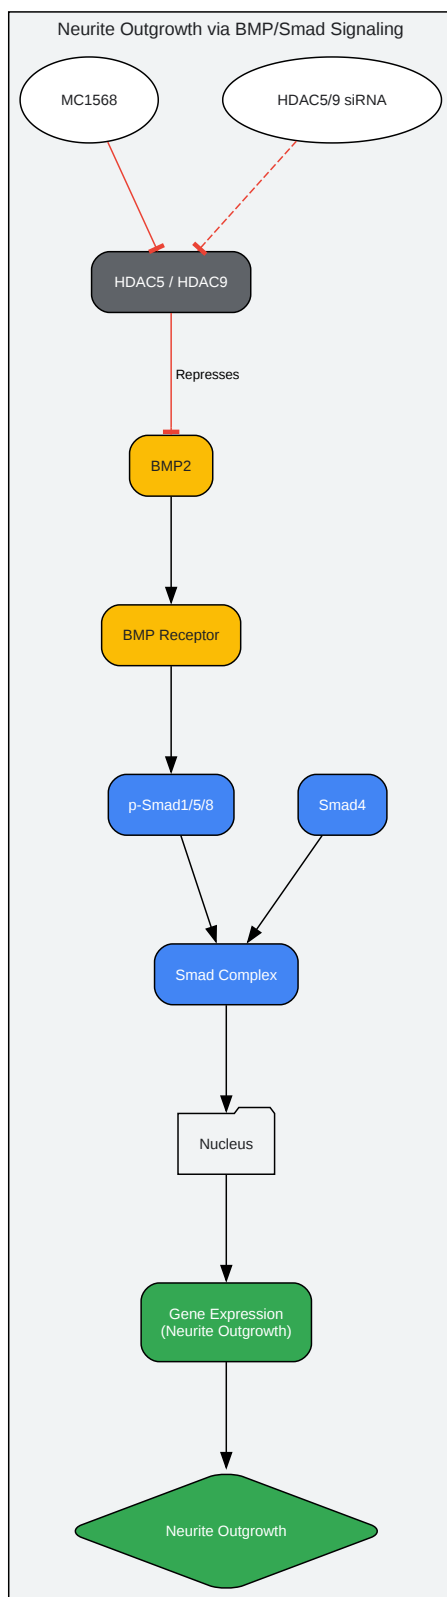 Neurite Outgrowth via BMP/Smad Signaling
MC1568
HDAC5/9 siRNA
HDAC5 / HDAC9
Represses
BMP2
BMP Receptor
p-Smad1/5/8
Smad4
Smad Complex
Nucleus
Gene Expression
(Neurite Outgrowth)
Neurite Outgrowth